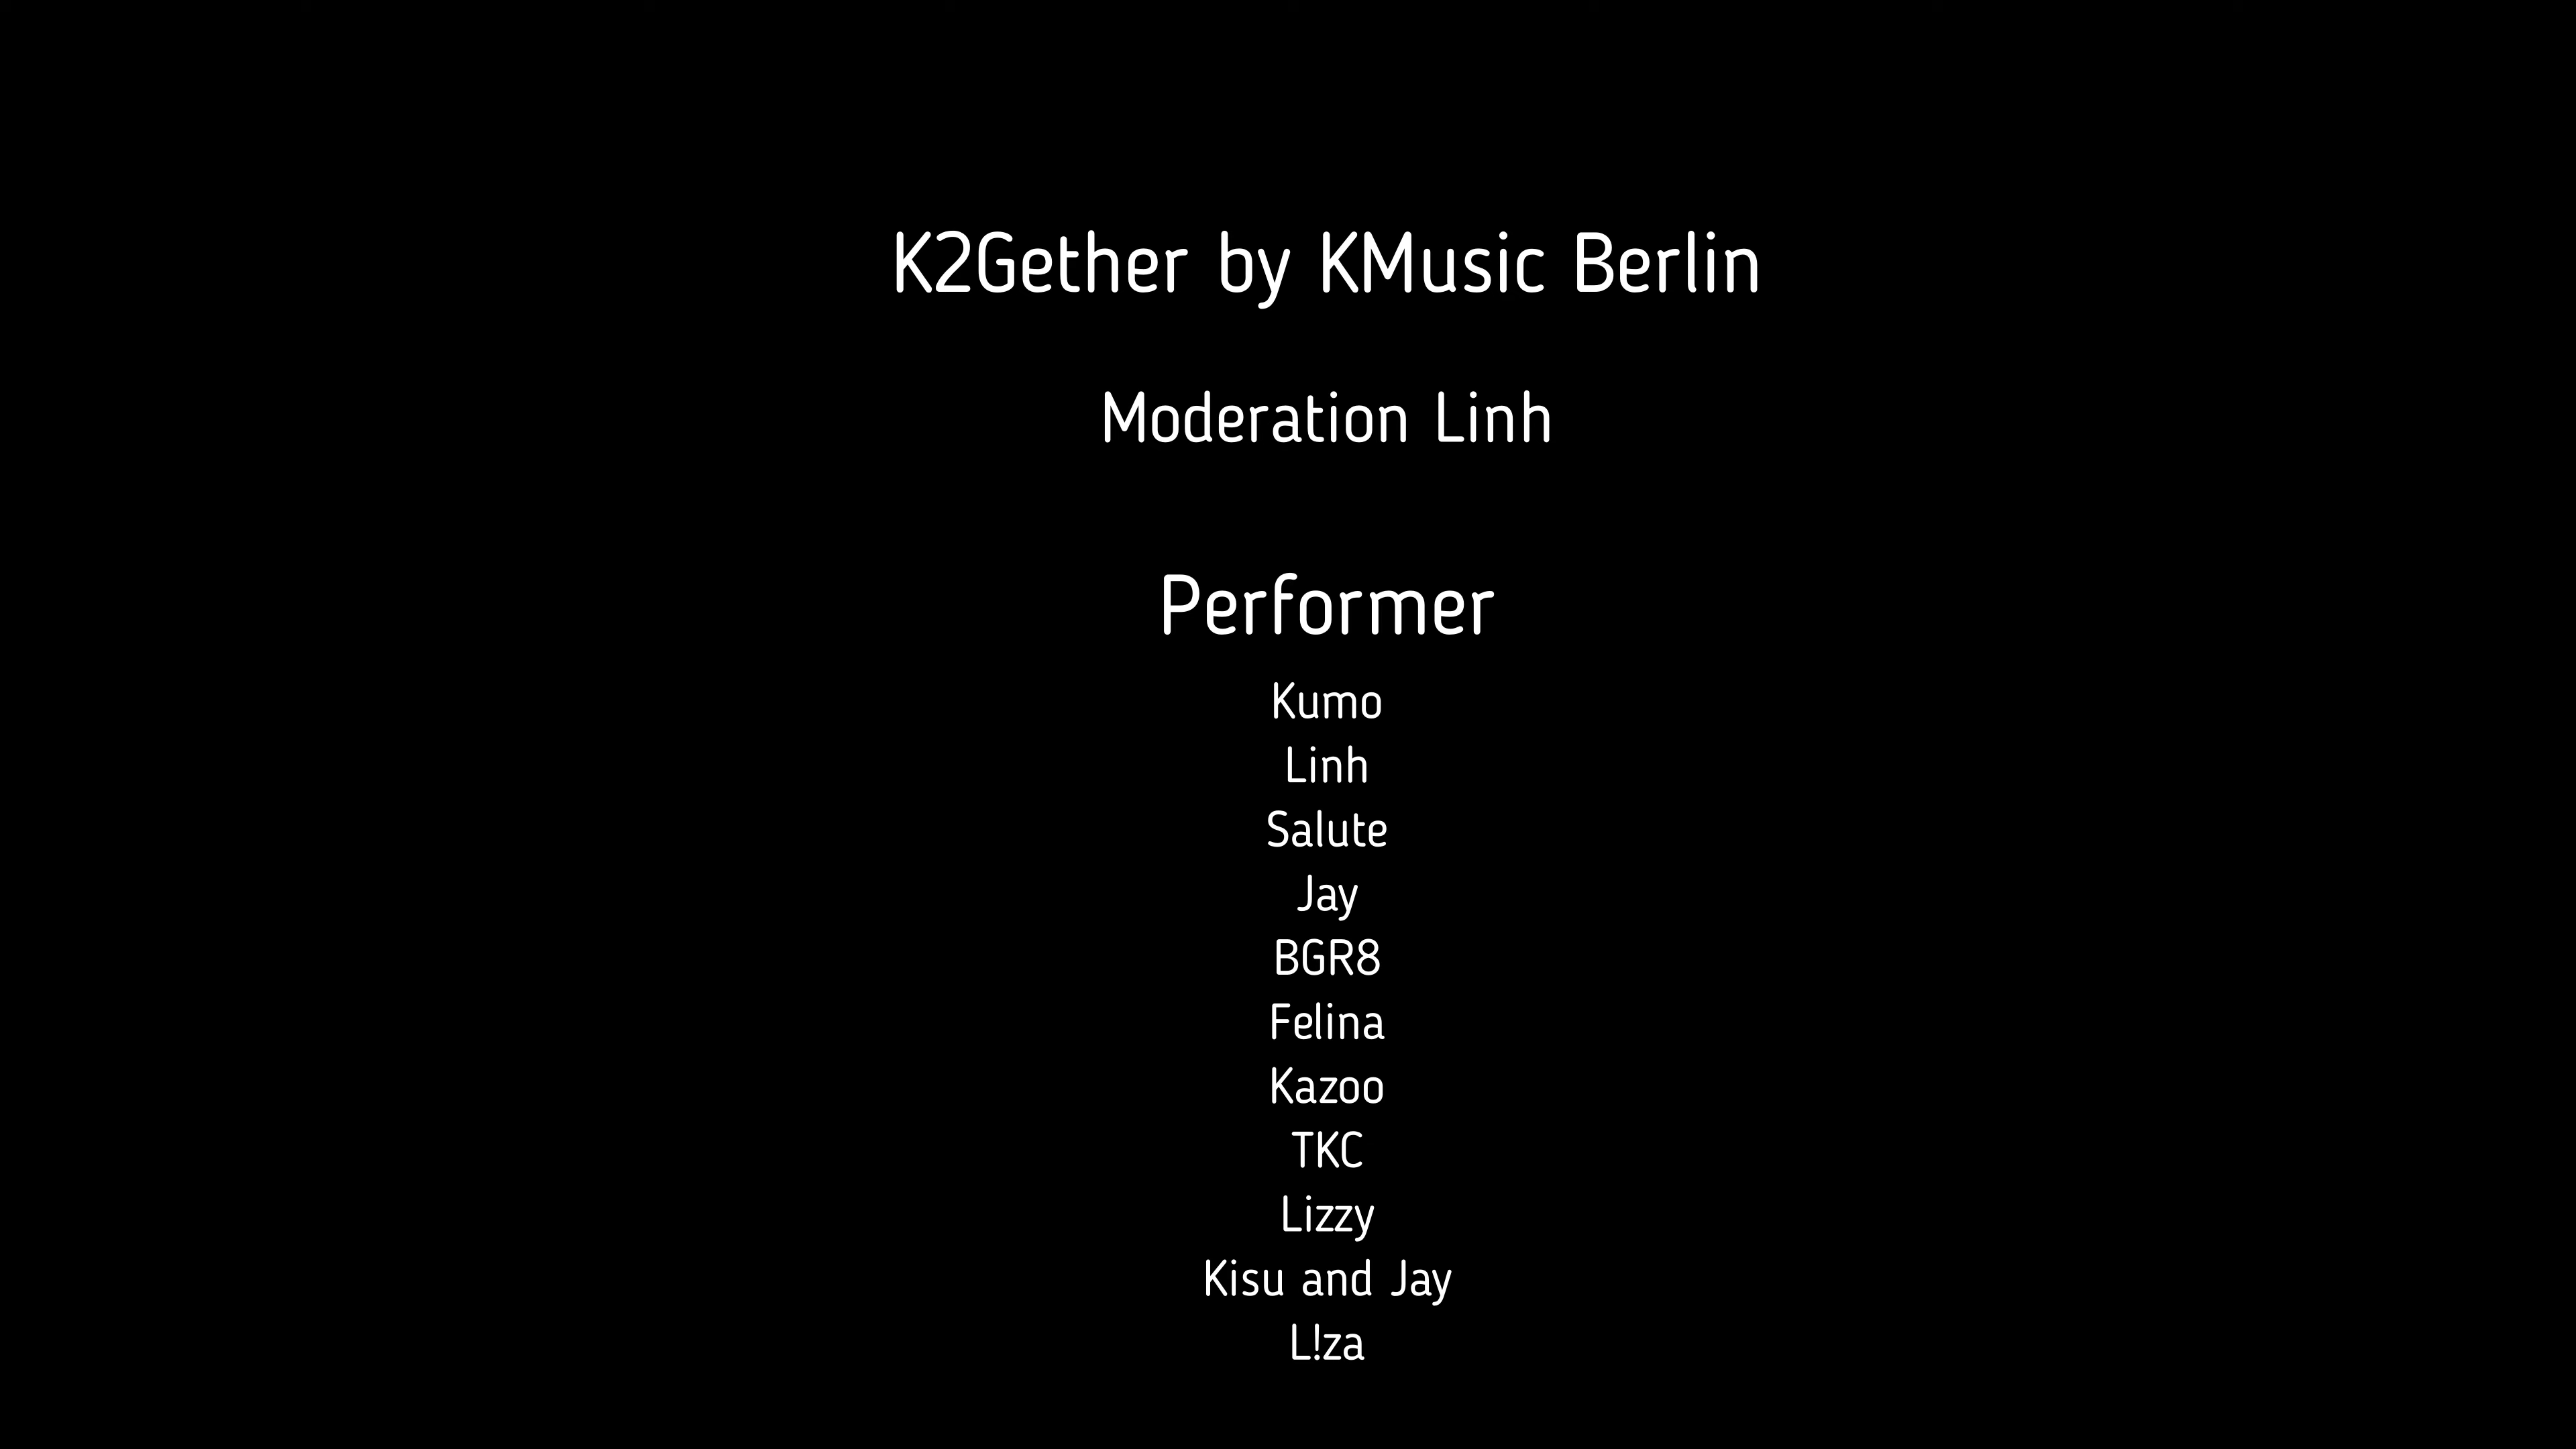 K2Gether by KMusic Berlin
Moderation Linh
Performer
Kumo
Linh
Salute
Jay
BGR8
Felina
Kazoo
TKC
Lizzy
Kisu and Jay
L!za